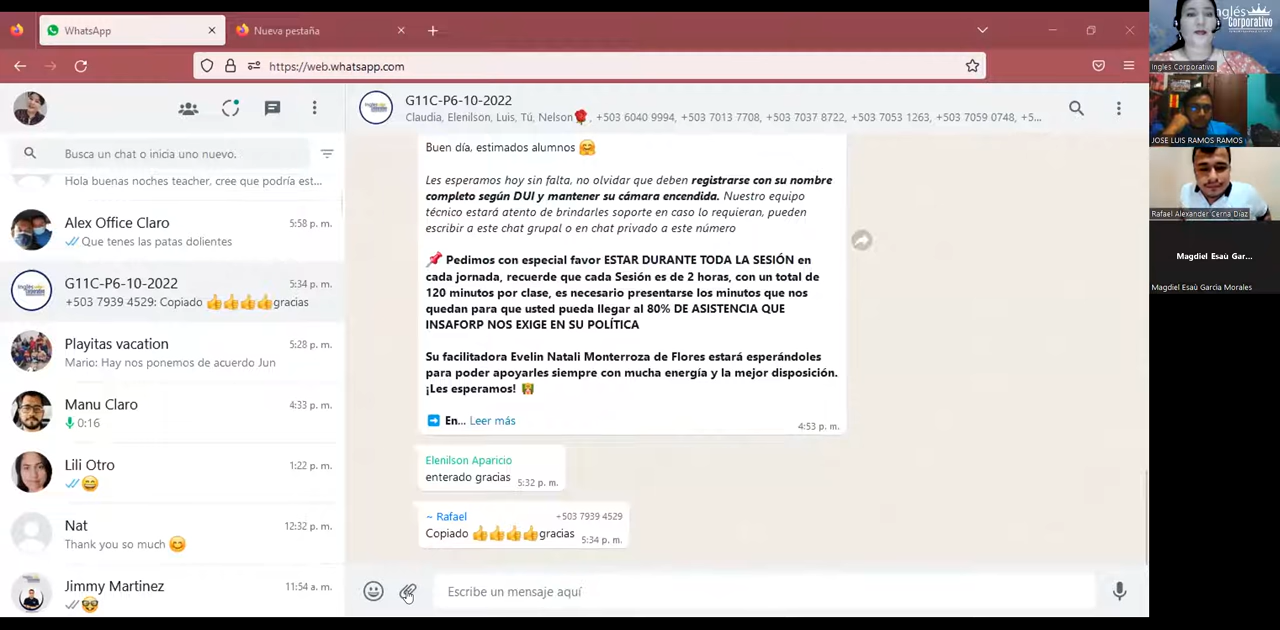 WhatsApp
Nueva pestaña
https://web.whatsapp.com
Busca un chat o inicia uno nuevo.
Hola buenas noches teacher, cree que podría est...
Alex Office Claro
5:58 p. m.
Que tenes las patas dolientes
G11C-P6-10-2022
5:34 p. m.
+503 7939 4529: Copiado 👍👍👍👍gracias
Playitas vacation
5:28 p. m.
Mario: Hay nos ponemos de acuerdo Jun
Manu Claro
4:33 p. m.
0:16
Lili Otro
1:22 p. m.
😄
Nat
12:32 p. m.
Thank you so much 😊
Jimmy Martinez
11:54 a. m.
🤓
G11C-P6-10-2022
Claudia, Elenilson, Luis, Tú, Nelson🌹, +503 6040 9994, +503 7013 7708, +503 7037 8722, +503 7053 1263, +503 7059 0748, +5...
Buen día, estimados alumnos 🤗
Les esperamos hoy sin falta, no olvidar que deben registrarse con su nombre
completo según DUI y mantener su cámara encendida. Nuestro equipo
técnico estará atento de brindarles soporte en caso lo requieran, pueden
escribir a este chat grupal o en chat privado a este número
📌 Pedimos con especial favor ESTAR DURANTE TODA LA SESIÓN en
cada jornada, recuerde que cada Sesión es de 2 horas, con un total de
120 minutos por clase, es necesario presentarse los minutos que nos
quedan para que usted pueda llegar al 80% DE ASISTENCIA QUE
INSAFORP NOS EXIGE EN SU POLÍTICA
Su facilitadora Evelin Natali Monterroza de Flores estará esperándoles
para poder apoyarles siempre con mucha energía y la mejor disposición.
¡Les esperamos! 👩‍🏫
➡️ En... Leer más
4:53 p. m.
Elenilson Aparicio
enterado gracias 5:32 p. m.
~ Rafael +503 7939 4529
Copiado 👍👍👍👍gracias 5:34 p. m.
Escribe un mensaje aquí
Inglés
Corporativo
Ingles Corporativo
JOSE LUIS RAMOS RAMOS
Rafael Alexander Cerna Diaz
Magdiel Esaú Gar...
Magdiel Esaú Garcia Morales